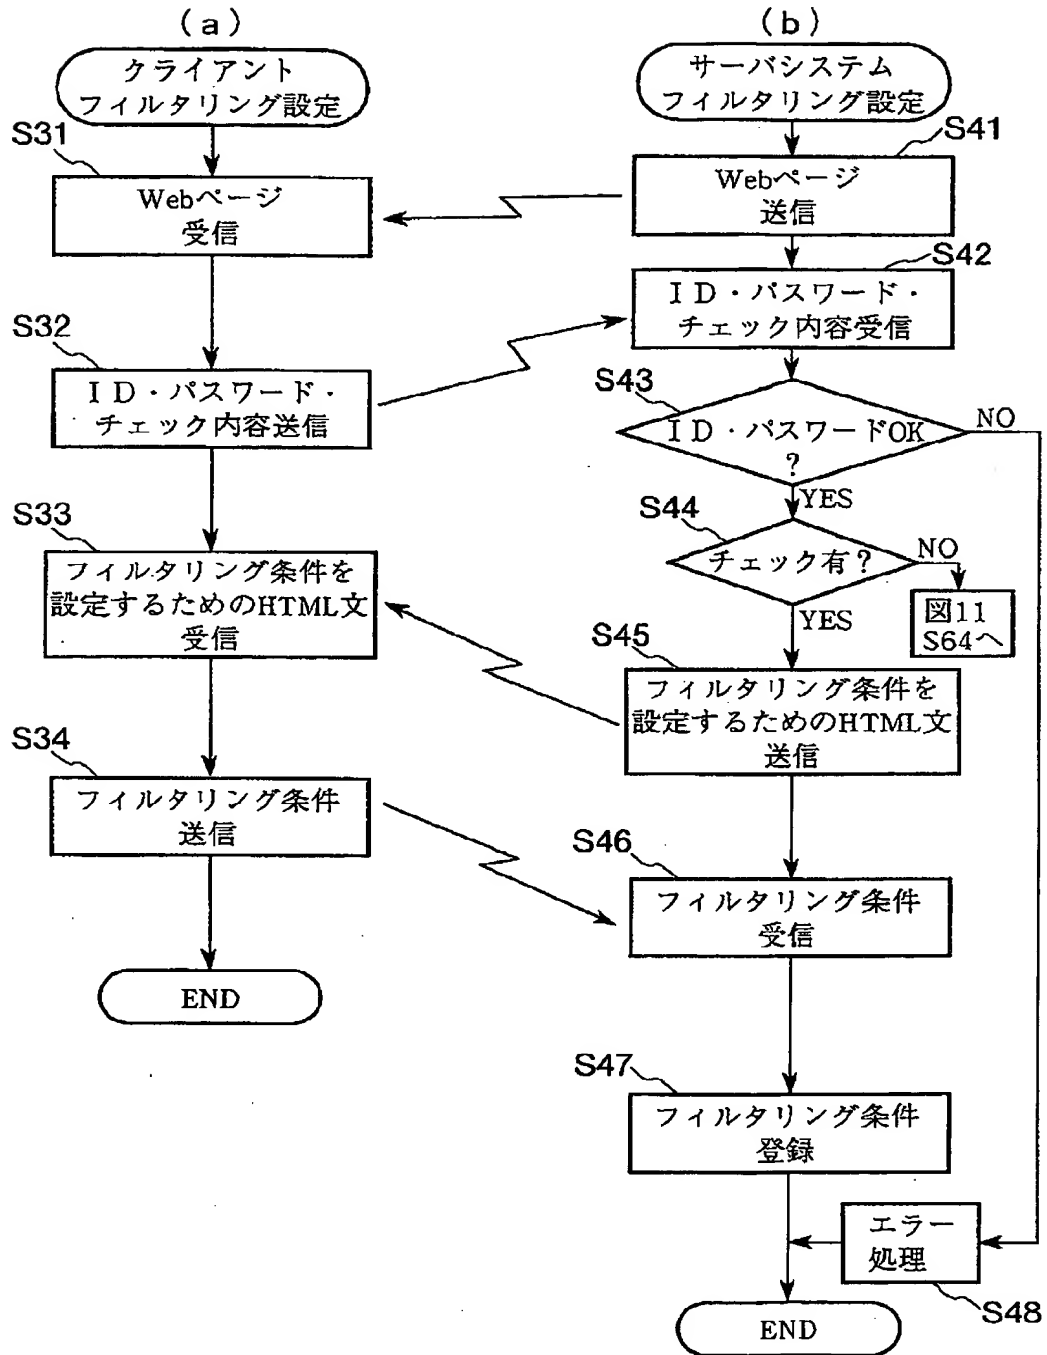 (a)
クライアント
フィルタリング設定
S31
Webページ
受信
S32
ID・パスワード・
チェック内容送信
S33
フィルタリング条件を
設定するためのHTML文
受信
S34
フィルタリング条件
送信
END
(b)
サーバシステム
フィルタリング設定
S41
Webページ
送信
S42
ID・パスワード・
チェック内容受信
S43
ID・パスワードOK
?
NO
YES
S44
チェック有?
NO
図11
S64へ
YES
S45
フィルタリング条件を
設定するためのHTML文
送信
S46
フィルタリング条件
受信
S47
フィルタリング条件
登録
エラー
処理
S48
END